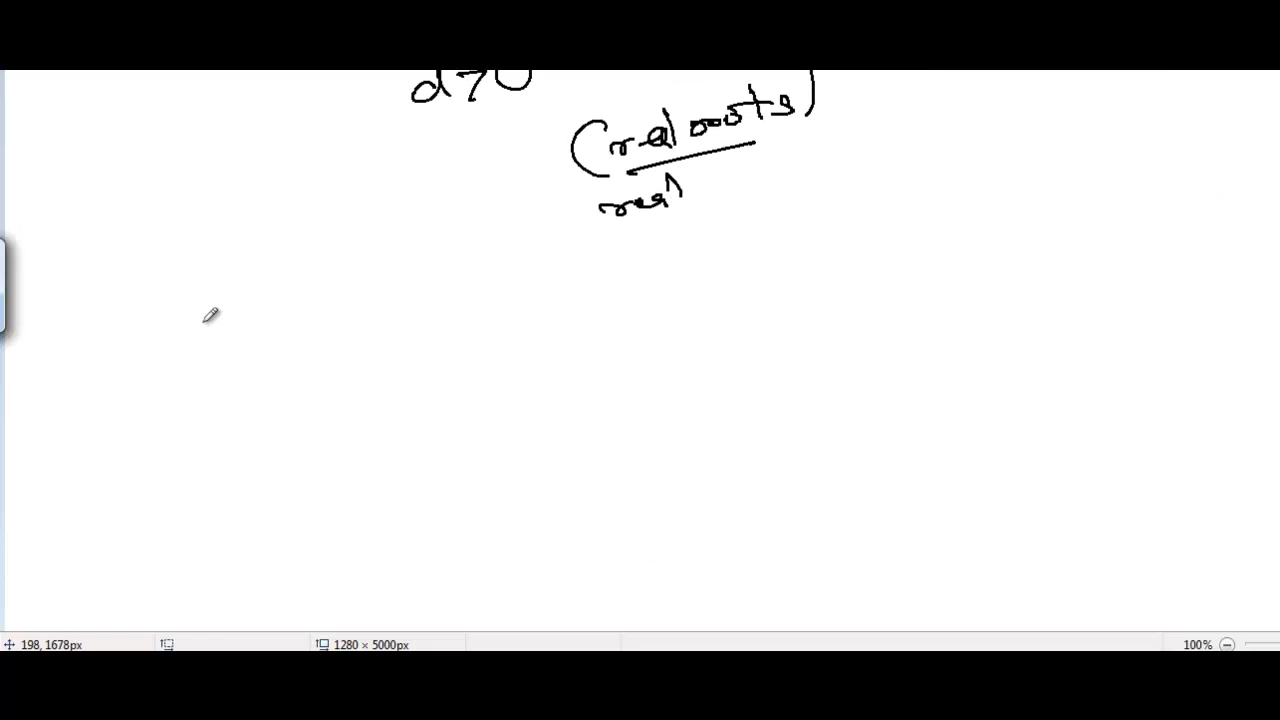 d>0
(real roots)
real
198, 1678px 1280 × 5000px 100%